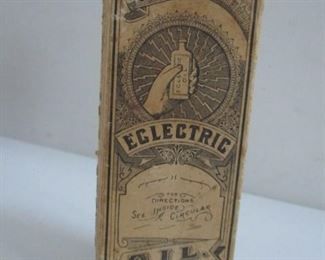 ECLECTRIC
FOR
DIRECTIONS
SEE INSIDE
CIRCULAR
OIL